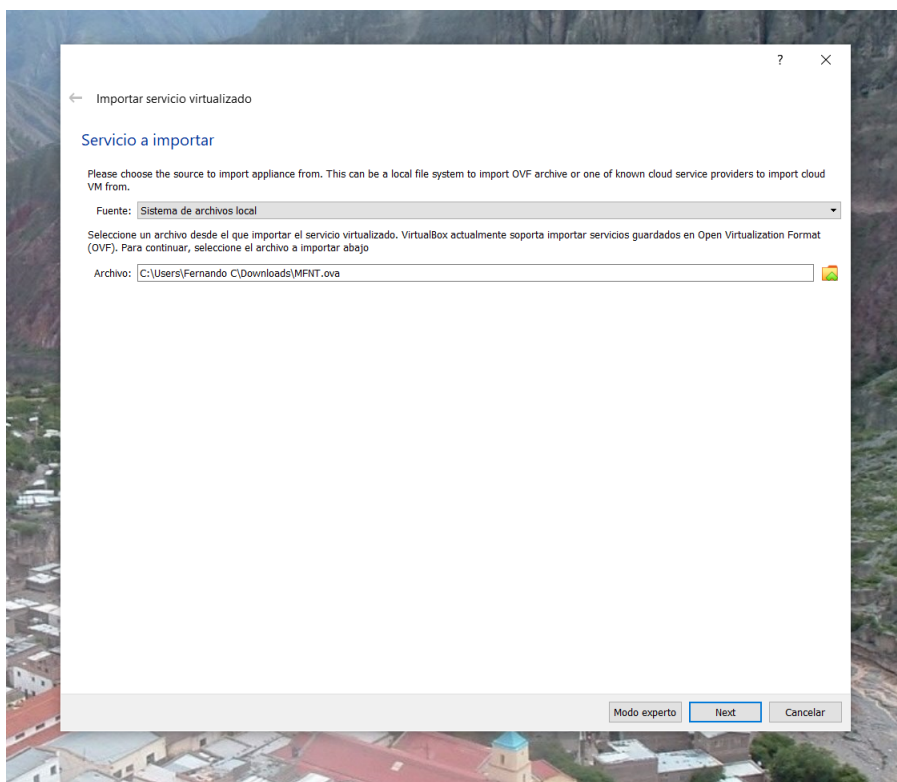 ?
Importar servicio virtualizado
Servicio a importar
Please choose the source to import appliance from. This can be a local file system to import OVF archive or one of known cloud service providers to import cloud
VM from.
Fuente: Sistema de archivos local
Seleccione un archivo desde el que importar el servicio virtualizado. VirtualBox actualmente soporta importar servicios guardados en Open Virtualization Format
(OVF). Para continuar, seleccione el archivo a importar abajo
Archivo: C:\Users\Fernando C\Downloads\MFNT.ova
Modo experto Next Cancelar